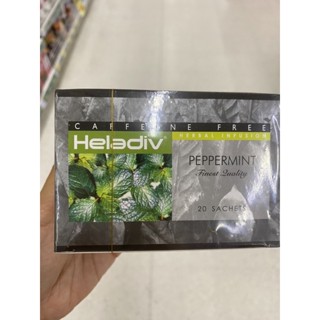 CAFFEINE FREE
HERBAL INFUSION
Heladiv
PEPPERMINT
Finest Quality
20 SACHETS